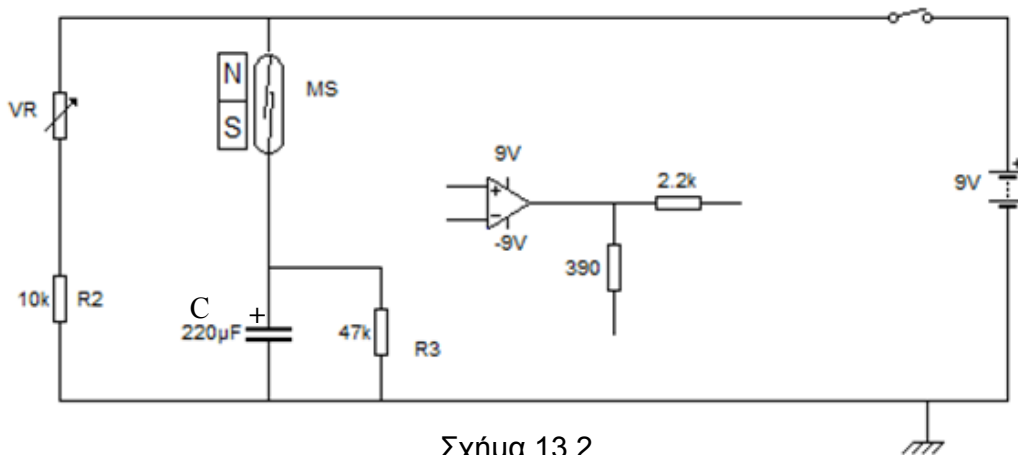 N
S
MS
VR
9V
+
−
-9V
2.2k
390
+
9V
10k R2
C +
220µF
47k
R3
Σχήμα 13.2